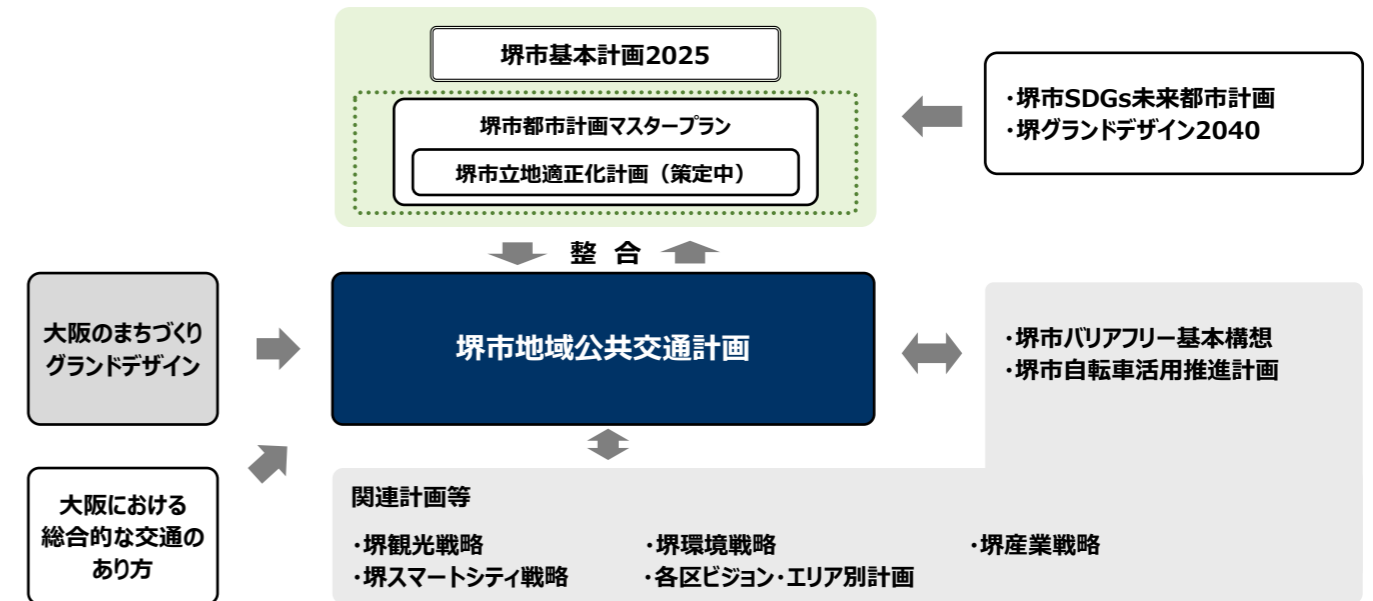 堺市基本計画2025
堺市都市計画マスタープラン
堺市立地適正化計画（策定中）
・堺市SDGs未来都市計画
・堺グランドデザイン2040
整 合
大阪のまちづくり
グランドデザイン
堺市地域公共交通計画
・堺市バリアフリー基本構想
・堺市自転車活用推進計画
大阪における
総合的な交通の
あり方
関連計画等
・堺観光戦略
・堺環境戦略
・堺産業戦略
・堺スマートシティ戦略
・各区ビジョン・エリア別計画